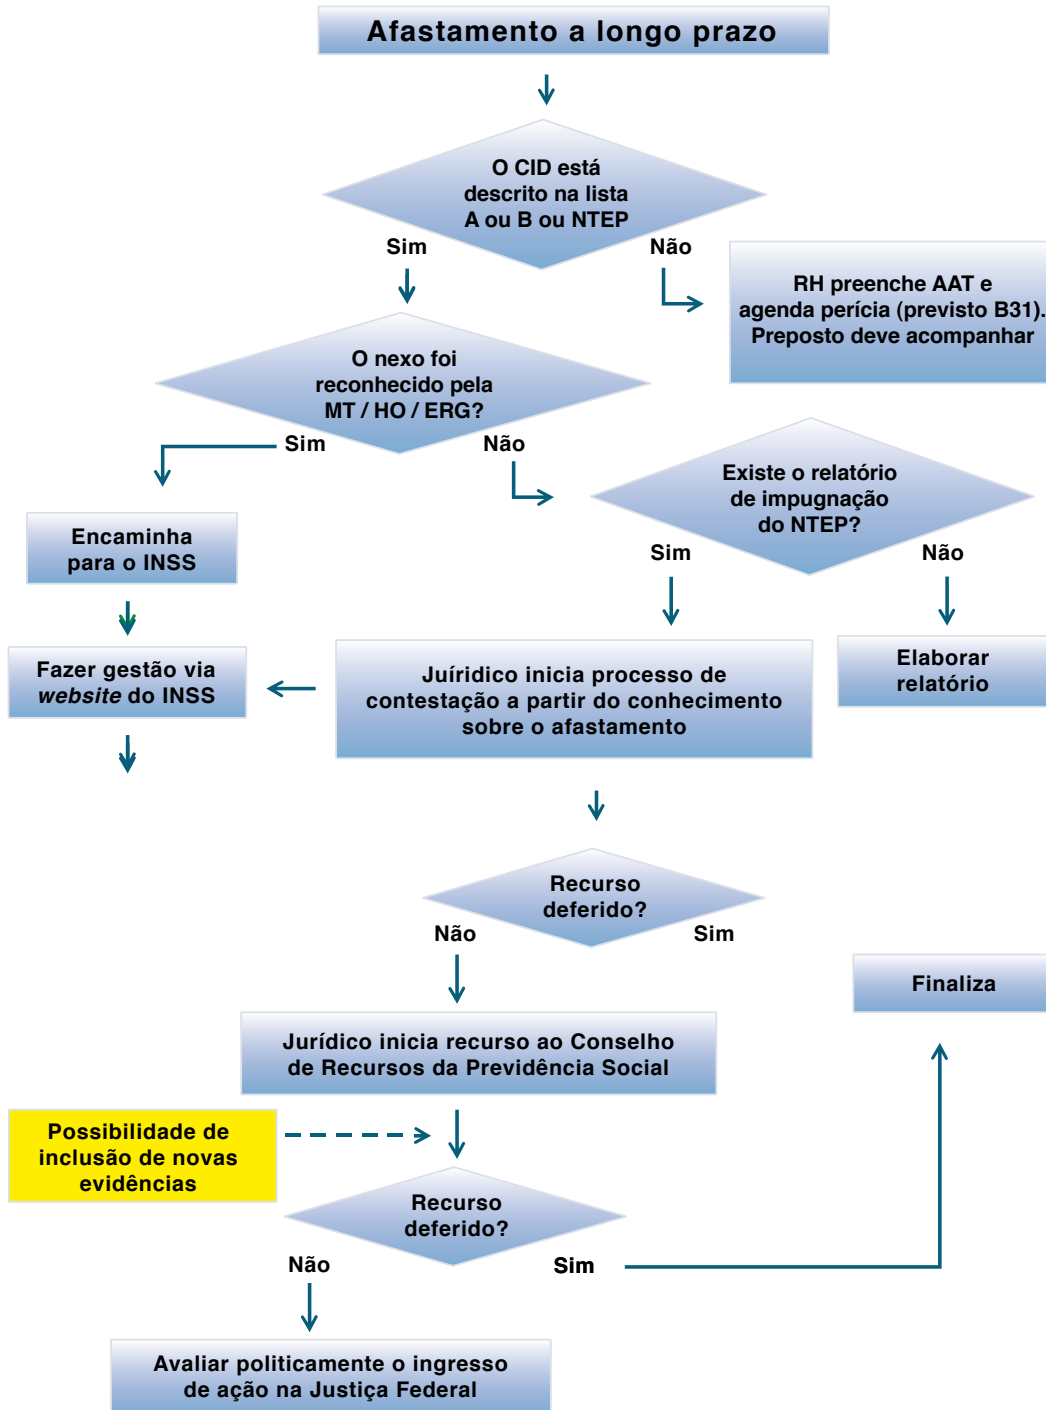 Afastamento a longo prazo
O CID está
descrito na lista
A ou B ou NTEP
Sim
Não
RH preenche AAT e
agenda perícia (previsto B31).
Preposto deve acompanhar
O nexo foi
reconhecido pela
MT / HO / ERG?
Sim
Não
Existe o relatório
de impugnação
do NTEP?
Sim
Não
Encaminha
para o INSS
Fazer gestão via
website do INSS
Juíridico inicia processo de
contestação a partir do conhecimento
sobre o afastamento
Elaborar
relatório
Recurso
deferido?
Não
Sim
Finaliza
Jurídico inicia recurso ao Conselho
de Recursos da Previdência Social
Possibilidade de
inclusão de novas
evidências
Recurso
deferido?
Não
Sim
Avaliar politicamente o ingresso
de ação na Justiça Federal